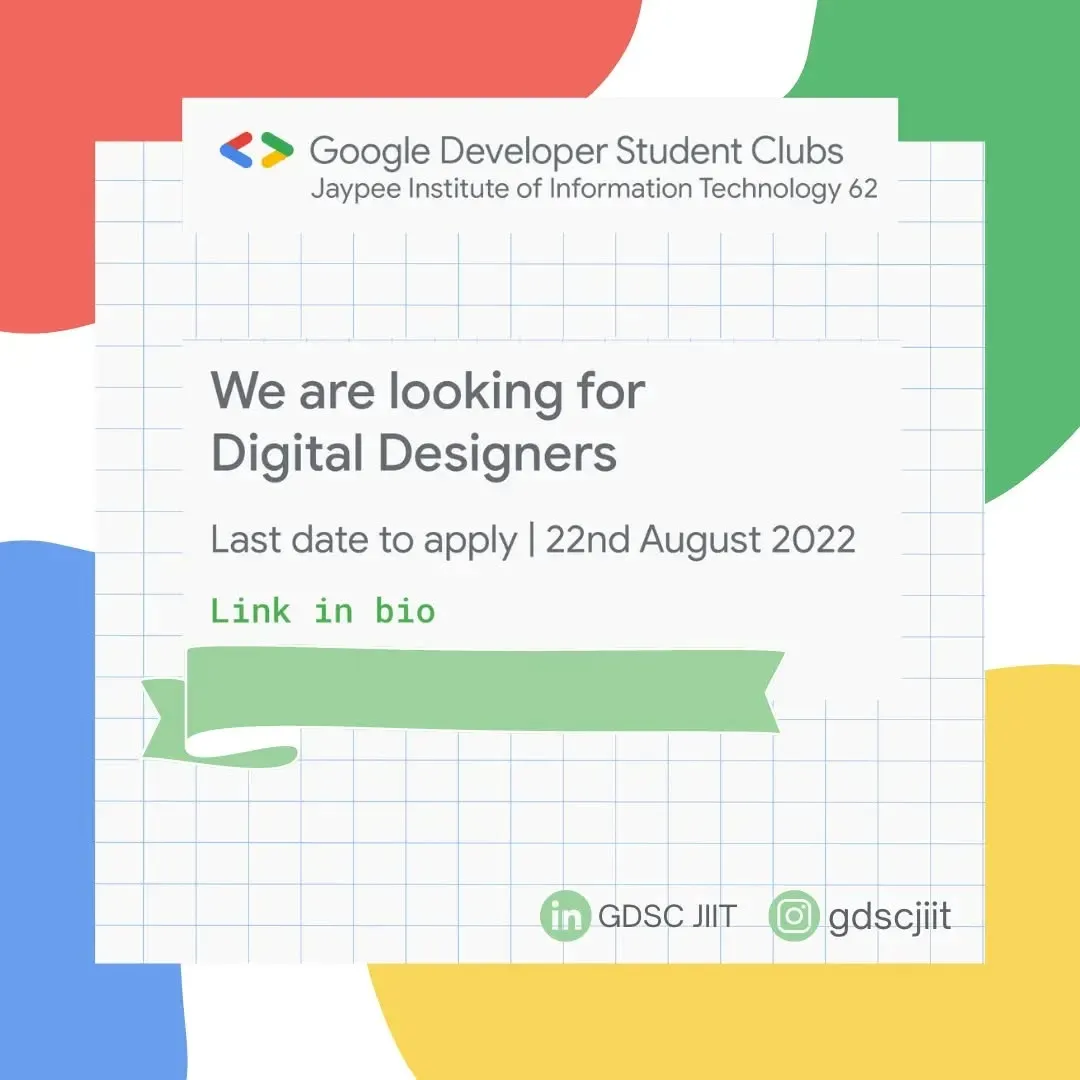 Google Developer Student Clubs
Jaypee Institute of Information Technology 62
We are looking for
Digital Designers
Last date to apply | 22nd August 2022
Link in bio
in GDSC JIIT gdscjiit